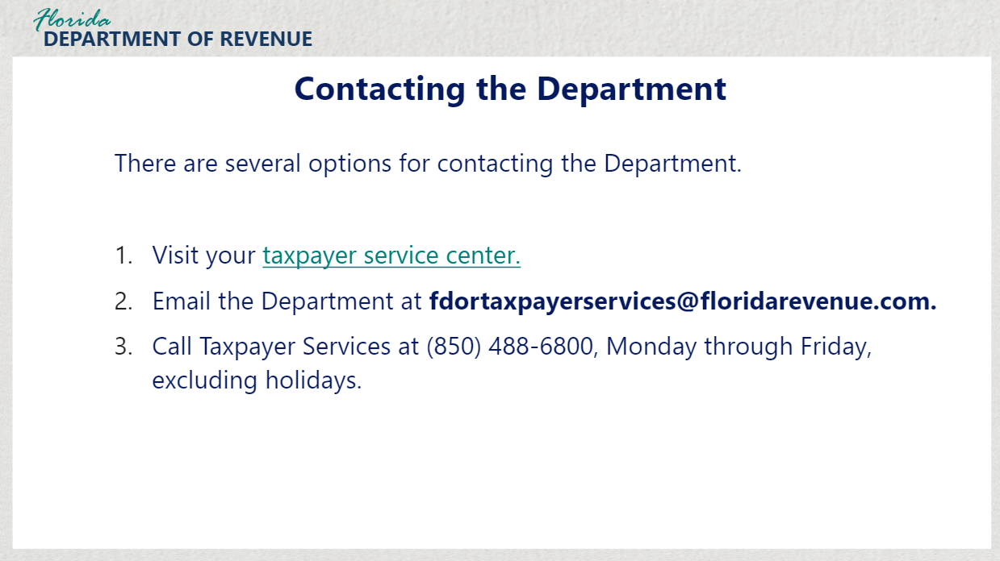 Florida
DEPARTMENT OF REVENUE
Contacting the Department
There are several options for contacting the Department.
1. Visit your taxpayer service center.
2. Email the Department at fdortaxpayerservices@floridarevenue.com.
3. Call Taxpayer Services at (850) 488-6800, Monday through Friday,
excluding holidays.